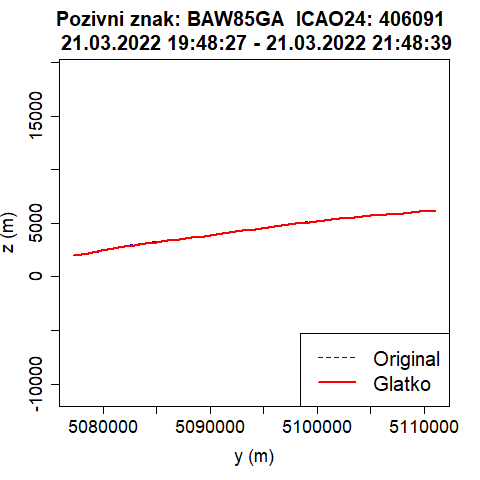 Pozivni znak: BAW85GA  ICAO24: 406091
21.03.2022 19:48:27 - 21.03.2022 21:48:39
z (m)
15000
5000
0
-10000
5080000 5090000 5100000 5110000
y (m)
Original
Glatko